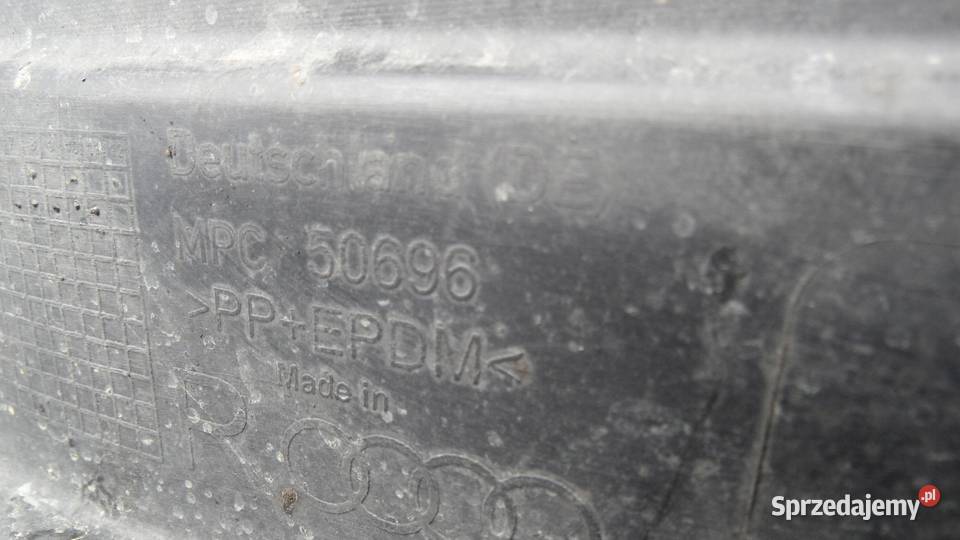 Deutschland
MPC 50696
>PP+EPDM<
Made in
R
Sprzedajemy.pl